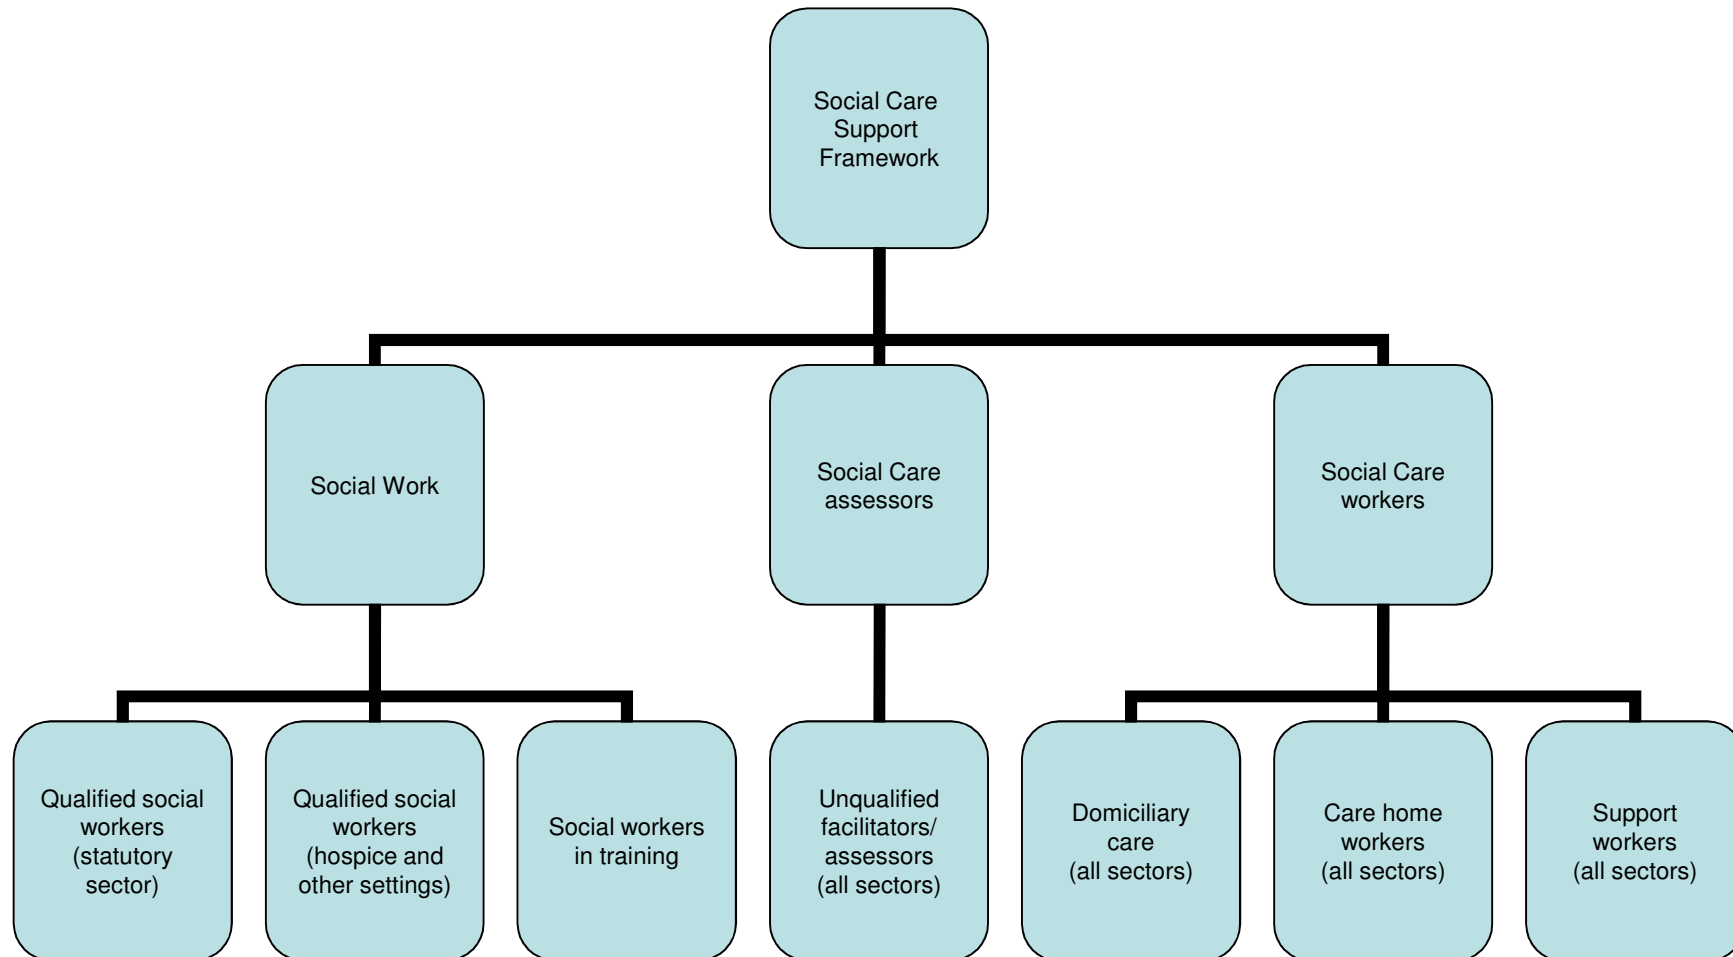 Social Care
Support
Framework
Social Work
Social Care
assessors
Social Care
workers
Qualified social
workers
(statutory
sector)
Qualified social
workers
(hospice and
other settings)
Social workers
in training
Unqualified
facilitators/
assessors
(all sectors)
Domiciliary
care
(all sectors)
Care home
workers
(all sectors)
Support
workers
(all sectors)